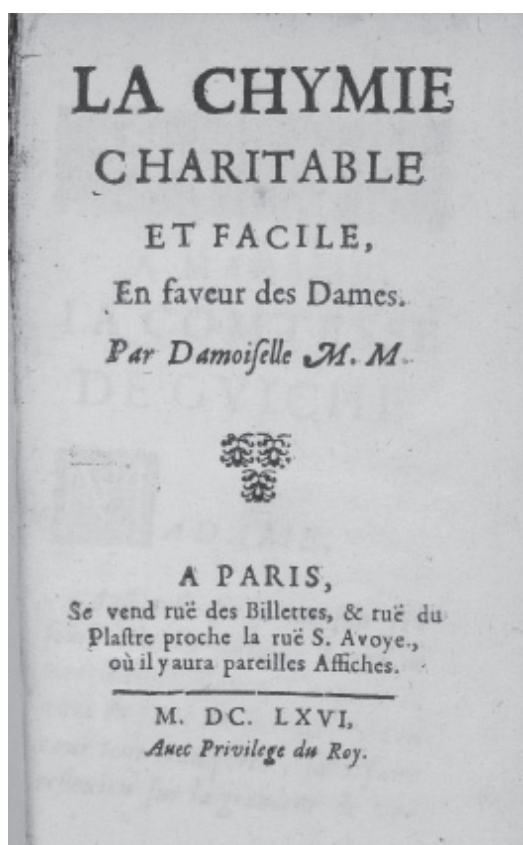 LA CHYMIE
CHARITABLE
ET FACILE,
En faveur des Dames.
Par Damoiſelle M. M.
A PARIS,
Se vend ruë des Billettes, & ruë du
Plaſtre proche la ruë S. Avoye.,
où il y aura pareilles Affiches.
M. DC. LXVI,
Auec Privilege du Roy.